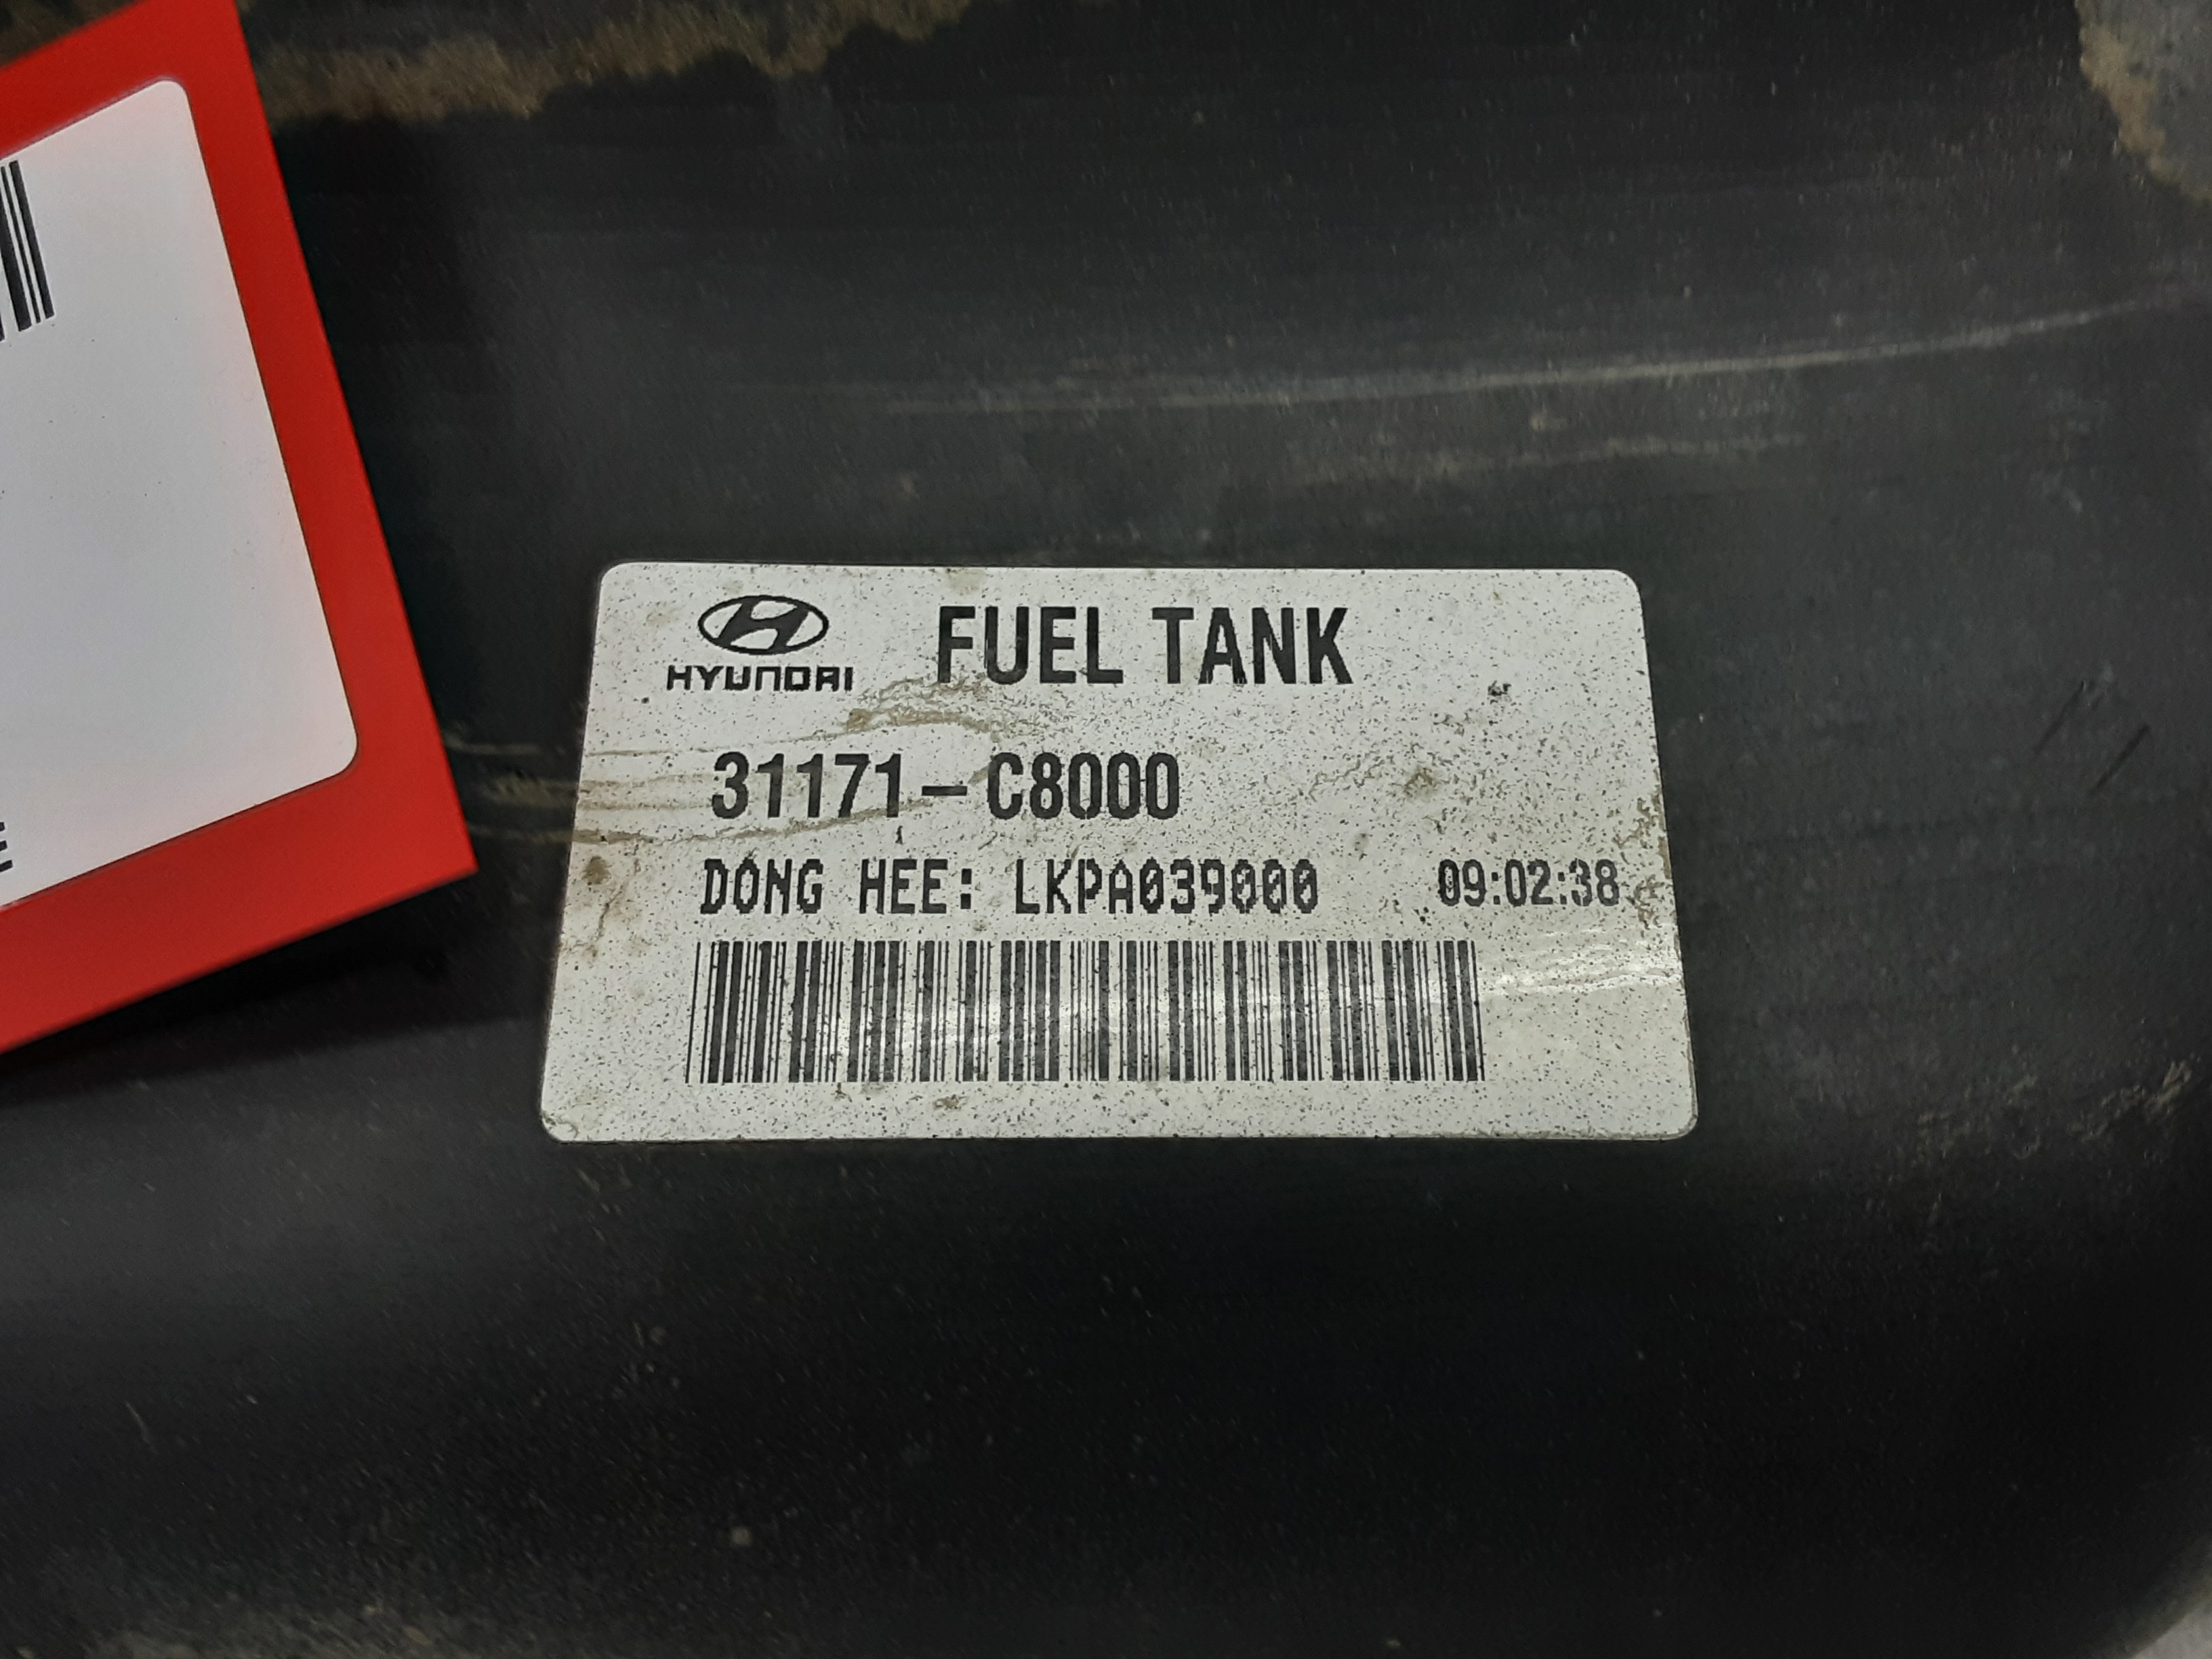 HYUNDAI FUEL TANK
31171-C8000
DONG HEE: LKPA039000 09:02:38
E